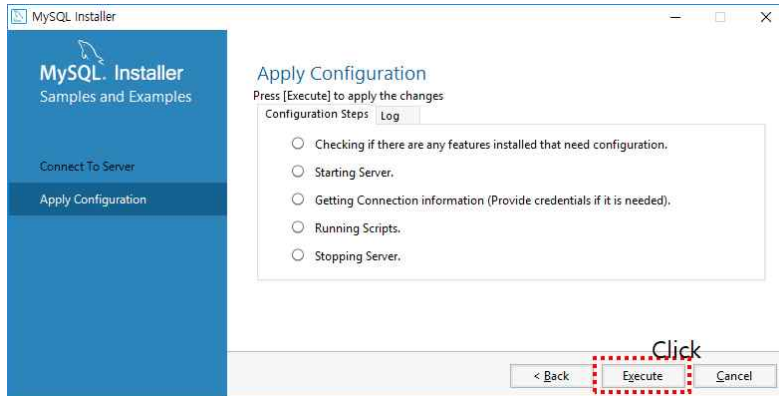 MySQL Installer
MySQL. Installer
Samples and Examples
Connect To Server
Apply Configuration
Apply Configuration
Press [Execute] to apply the changes
Configuration Steps Log
Checking if there are any features installed that need configuration.
Starting Server.
Getting Connection information (Provide credentials if it is needed).
Running Scripts.
Stopping Server.
Click
< Back Execute Cancel